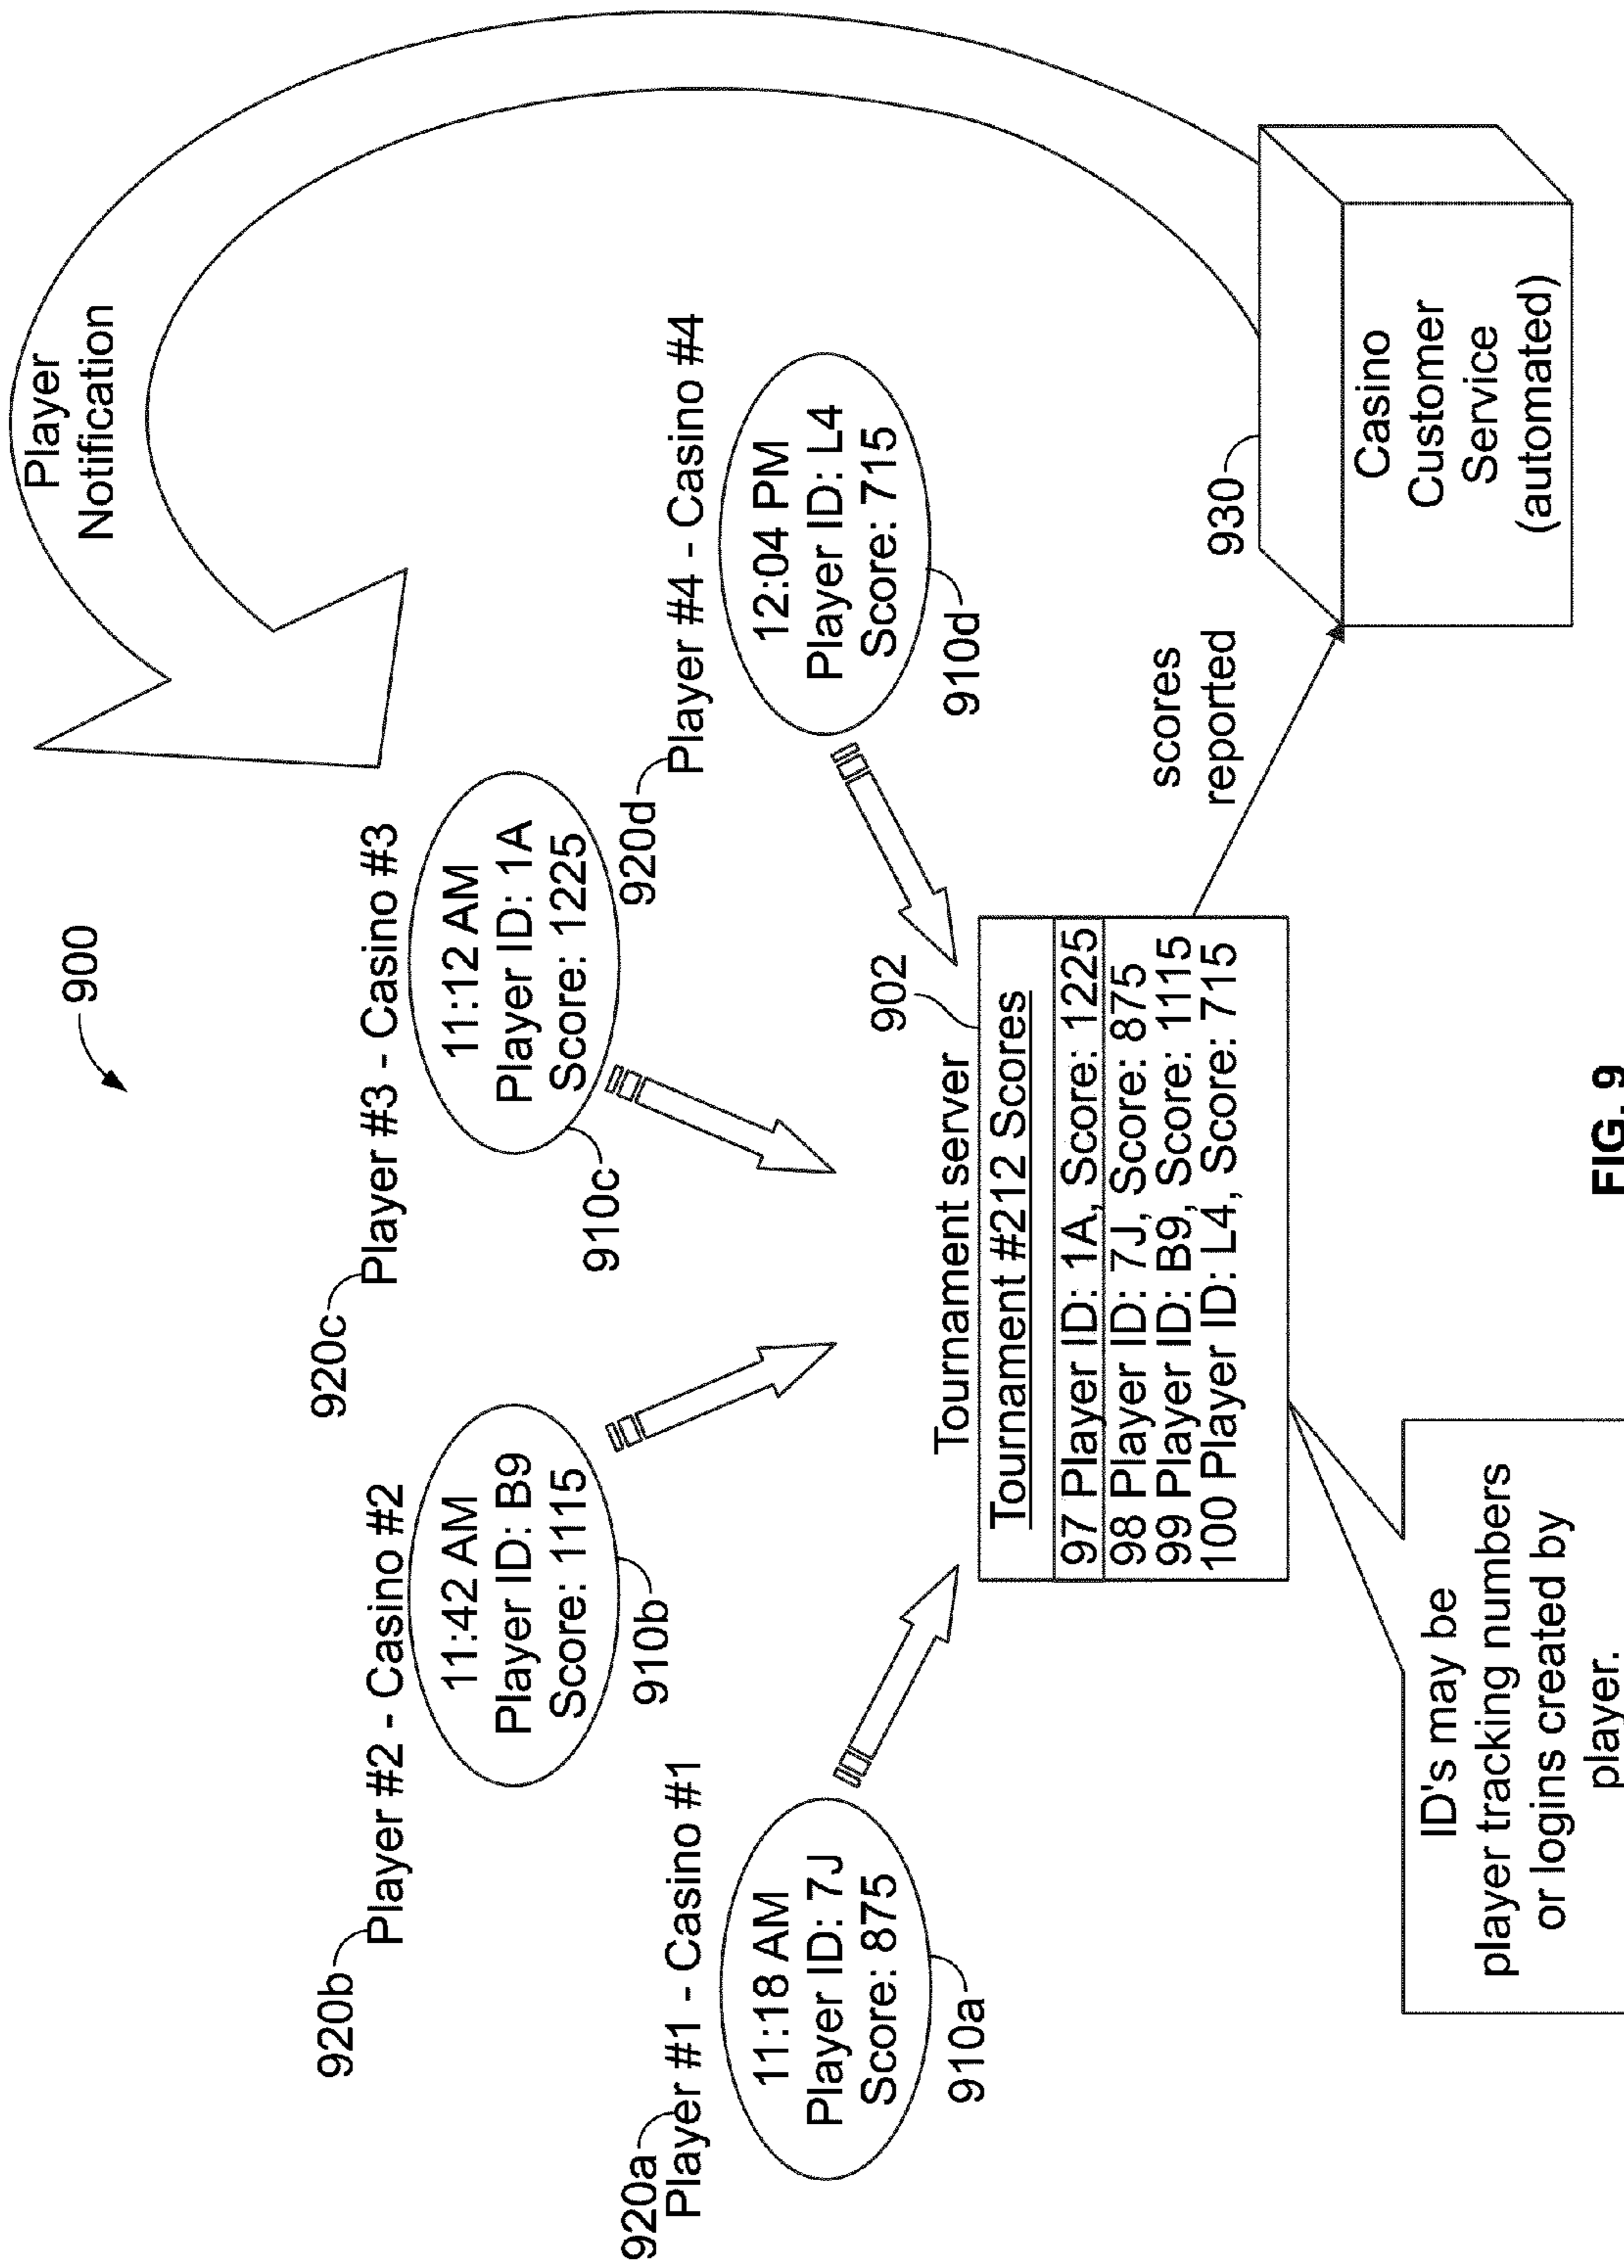 900
Player
Notification
920b
Player #2 - Casino #2
11:42 AM
Player ID: B9
Score: 1115
910b
920c
Player #3 - Casino #3
11:12 AM
Player ID: 1A
Score: 1225
910c
920a
Player #1 - Casino #1
11:18 AM
Player ID: 7J
Score: 875
910a
920d
Player #4 - Casino #4
12:04 PM
Player ID: L4
Score: 715
910d
902
Tournament server
Tournament #212 Scores
97 Player ID: 1A, Score: 1225
98 Player ID: 7J, Score: 875
99 Player ID: B9, Score: 1115
100 Player ID: L4, Score: 715
scores
reported
930
Casino
Customer
Service
(automated)
ID's may be
player tracking numbers
or logins created by
player.
FIG. 9